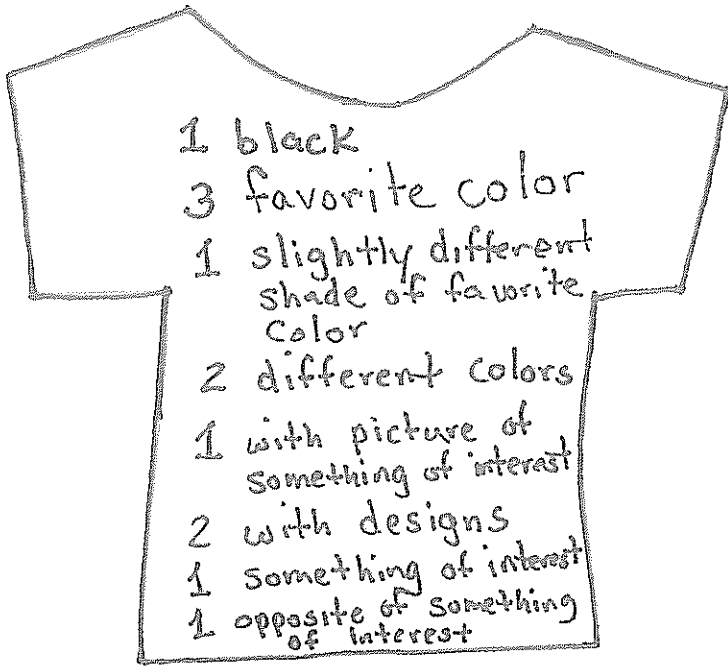 1 black
3 favorite color
1 slightly different
shade of favorite
Color
2 different colors
1 with picture of
something of interest
2 with designs
1 something of interest
1 opposite of something
of interest